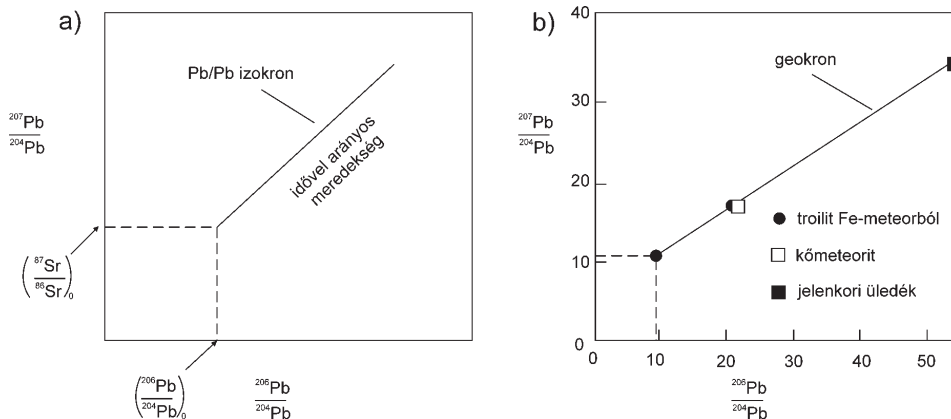 a)
Pb/Pb izokron
idővel arányos
meredekség
²⁰⁷Pb
²⁰⁴Pb
(⁸⁷Sr
⁸⁶Sr)₀
(²⁰⁶Pb
²⁰⁴Pb)₀
²⁰⁶Pb
²⁰⁴Pb
b)
40
30
20
10
0
geokron
²⁰⁷Pb
²⁰⁴Pb
troilit Fe-meteorból
kőmeteorit
jelenkori üledék
0 10 20 30 40 50
²⁰⁶Pb
²⁰⁴Pb